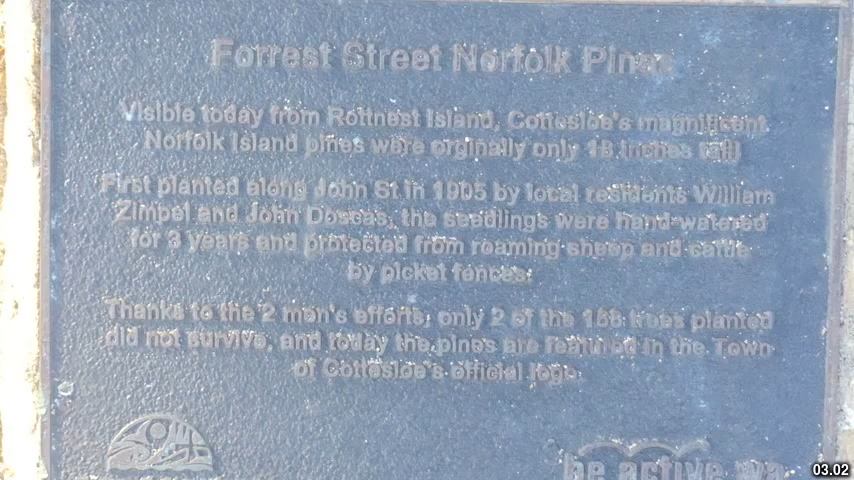 Forrest Street Norfolk Pines
Visible today from Rottnest Island, Cottesloe's magnificent
Norfolk Island pines were orginally only 18 inches tall!
First planted along John St in 1905 by local residents William
Zimpel and John Doscas, the seedlings were hand-watered
for 3 years and protected from roaming sheep and cattle
by picket fences.
Thanks to the 2 men's efforts, only 2 of the trees planted
did not survive, and today the pines are featured in the Town
of Cottesloe's official logo.
be active wa
03.02